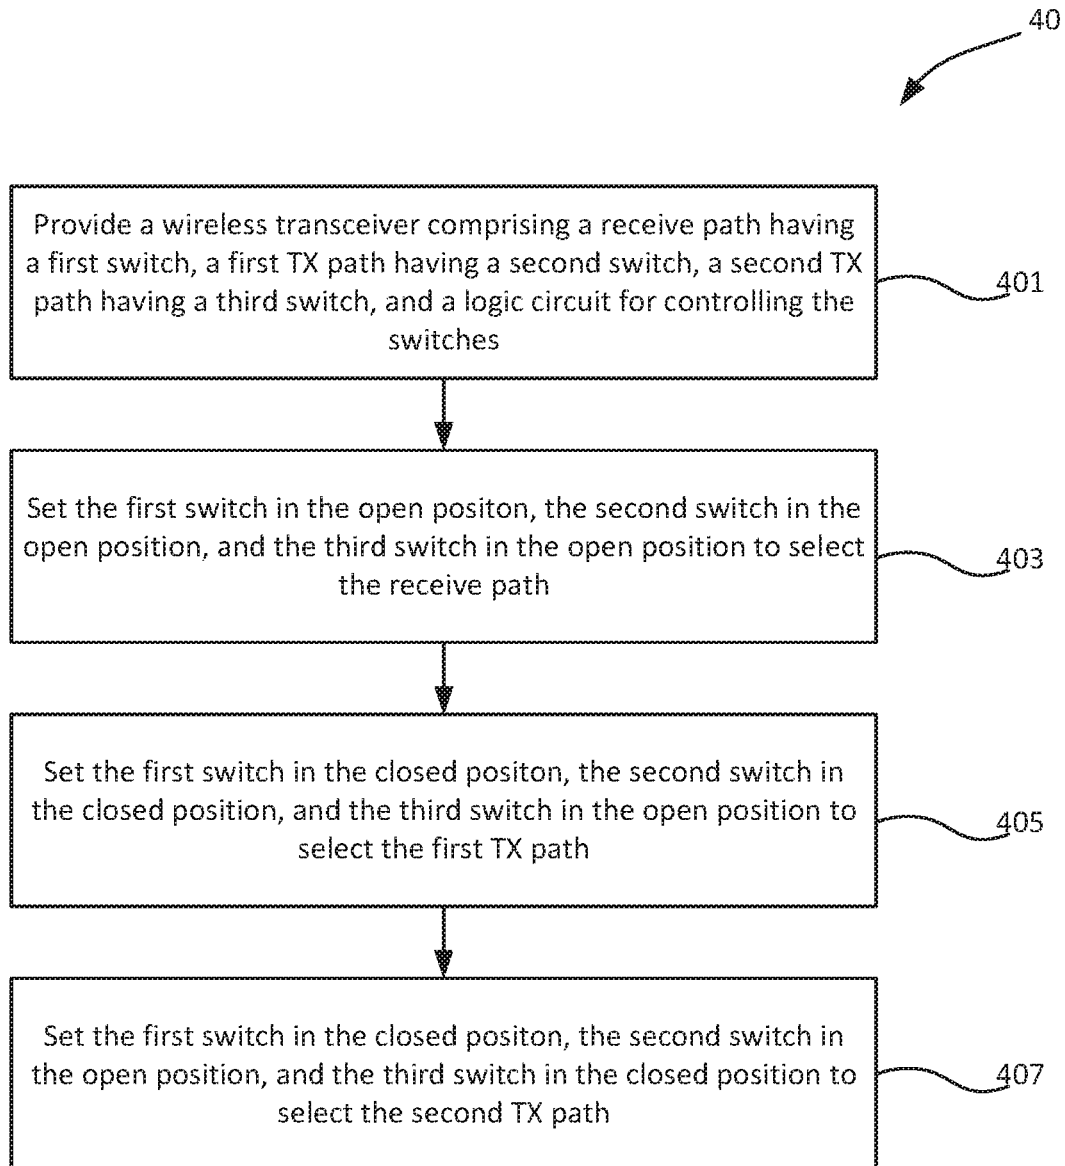 40
Provide a wireless transceiver comprising a receive path having
a first switch, a first TX path having a second switch, a second TX
path having a third switch, and a logic circuit for controlling the
switches
401
Set the first switch in the open positon, the second switch in the
open position, and the third switch in the open position to select
the receive path
403
Set the first switch in the closed positon, the second switch in
the closed position, and the third switch in the open position to
select the first TX path
405
Set the first switch in the closed positon, the second switch in
the open position, and the third switch in the closed position to
select the second TX path
407